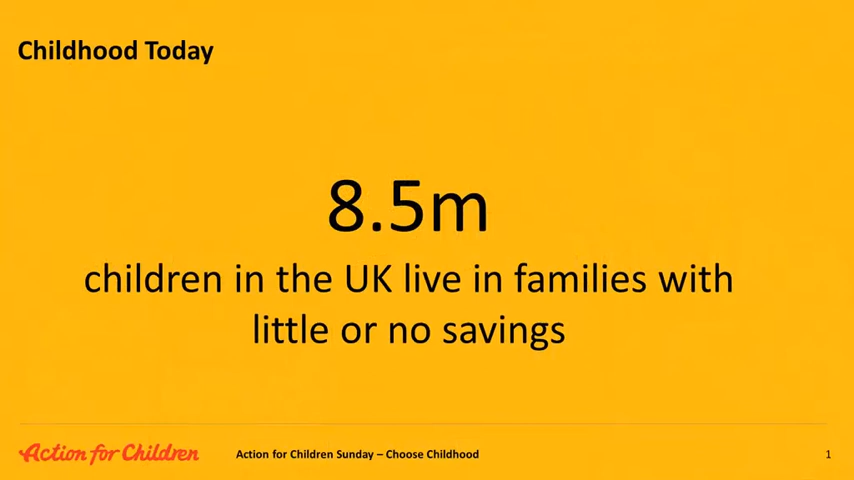 Childhood Today
8.5m
children in the UK live in families with
little or no savings
Action for Children
Action for Children Sunday – Choose Childhood
1